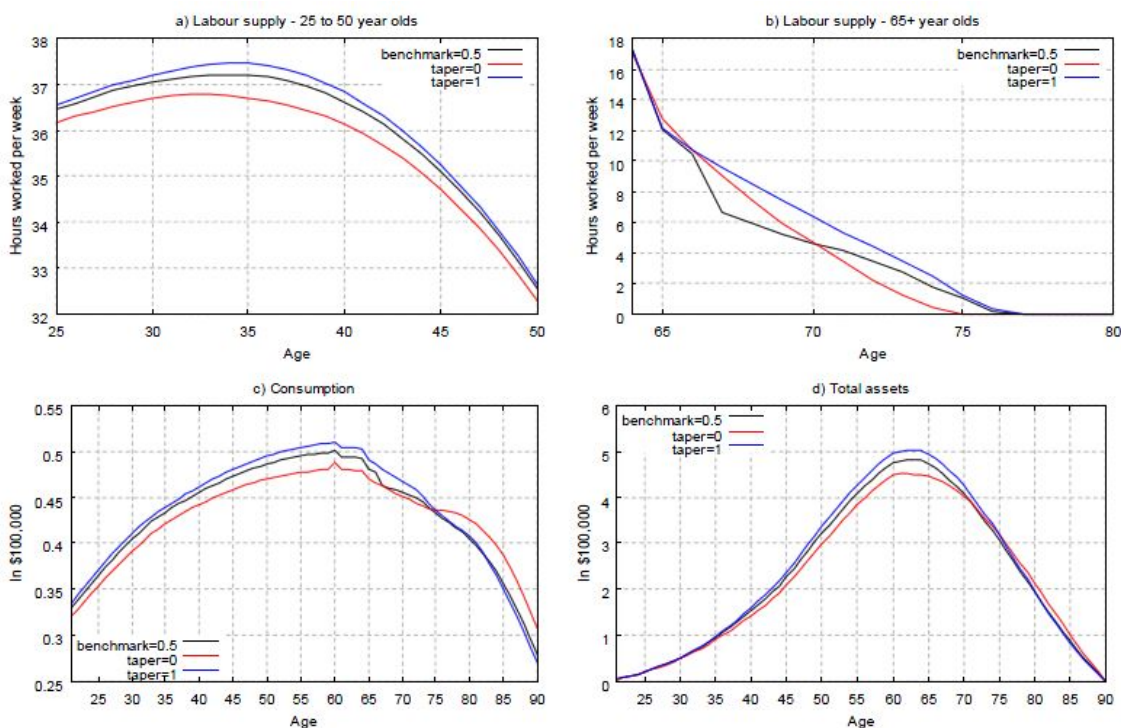 a) Labour supply - 25 to 50 year olds
38
37
36
35
34
33
32
Hours worked per week
benchmark=0.5
taper=0
taper=1
25 30 35 40 45 50
Age
b) Labour supply - 65+ year olds
18
16
14
12
10
8
6
4
2
0
Hours worked per week
benchmark=0.5
taper=0
taper=1
65 70 75 80
Age
c) Consumption
0.55
0.5
0.45
0.4
0.35
0.3
0.25
In $100,000
benchmark=0.5
taper=0
taper=1
25 30 35 40 45 50 55 60 65 70 75 80 85 90
Age
d) Total assets
6
5
4
3
2
1
0
In $100,000
benchmark=0.5
taper=0
taper=1
25 30 35 40 45 50 55 60 65 70 75 80 85 90
Age